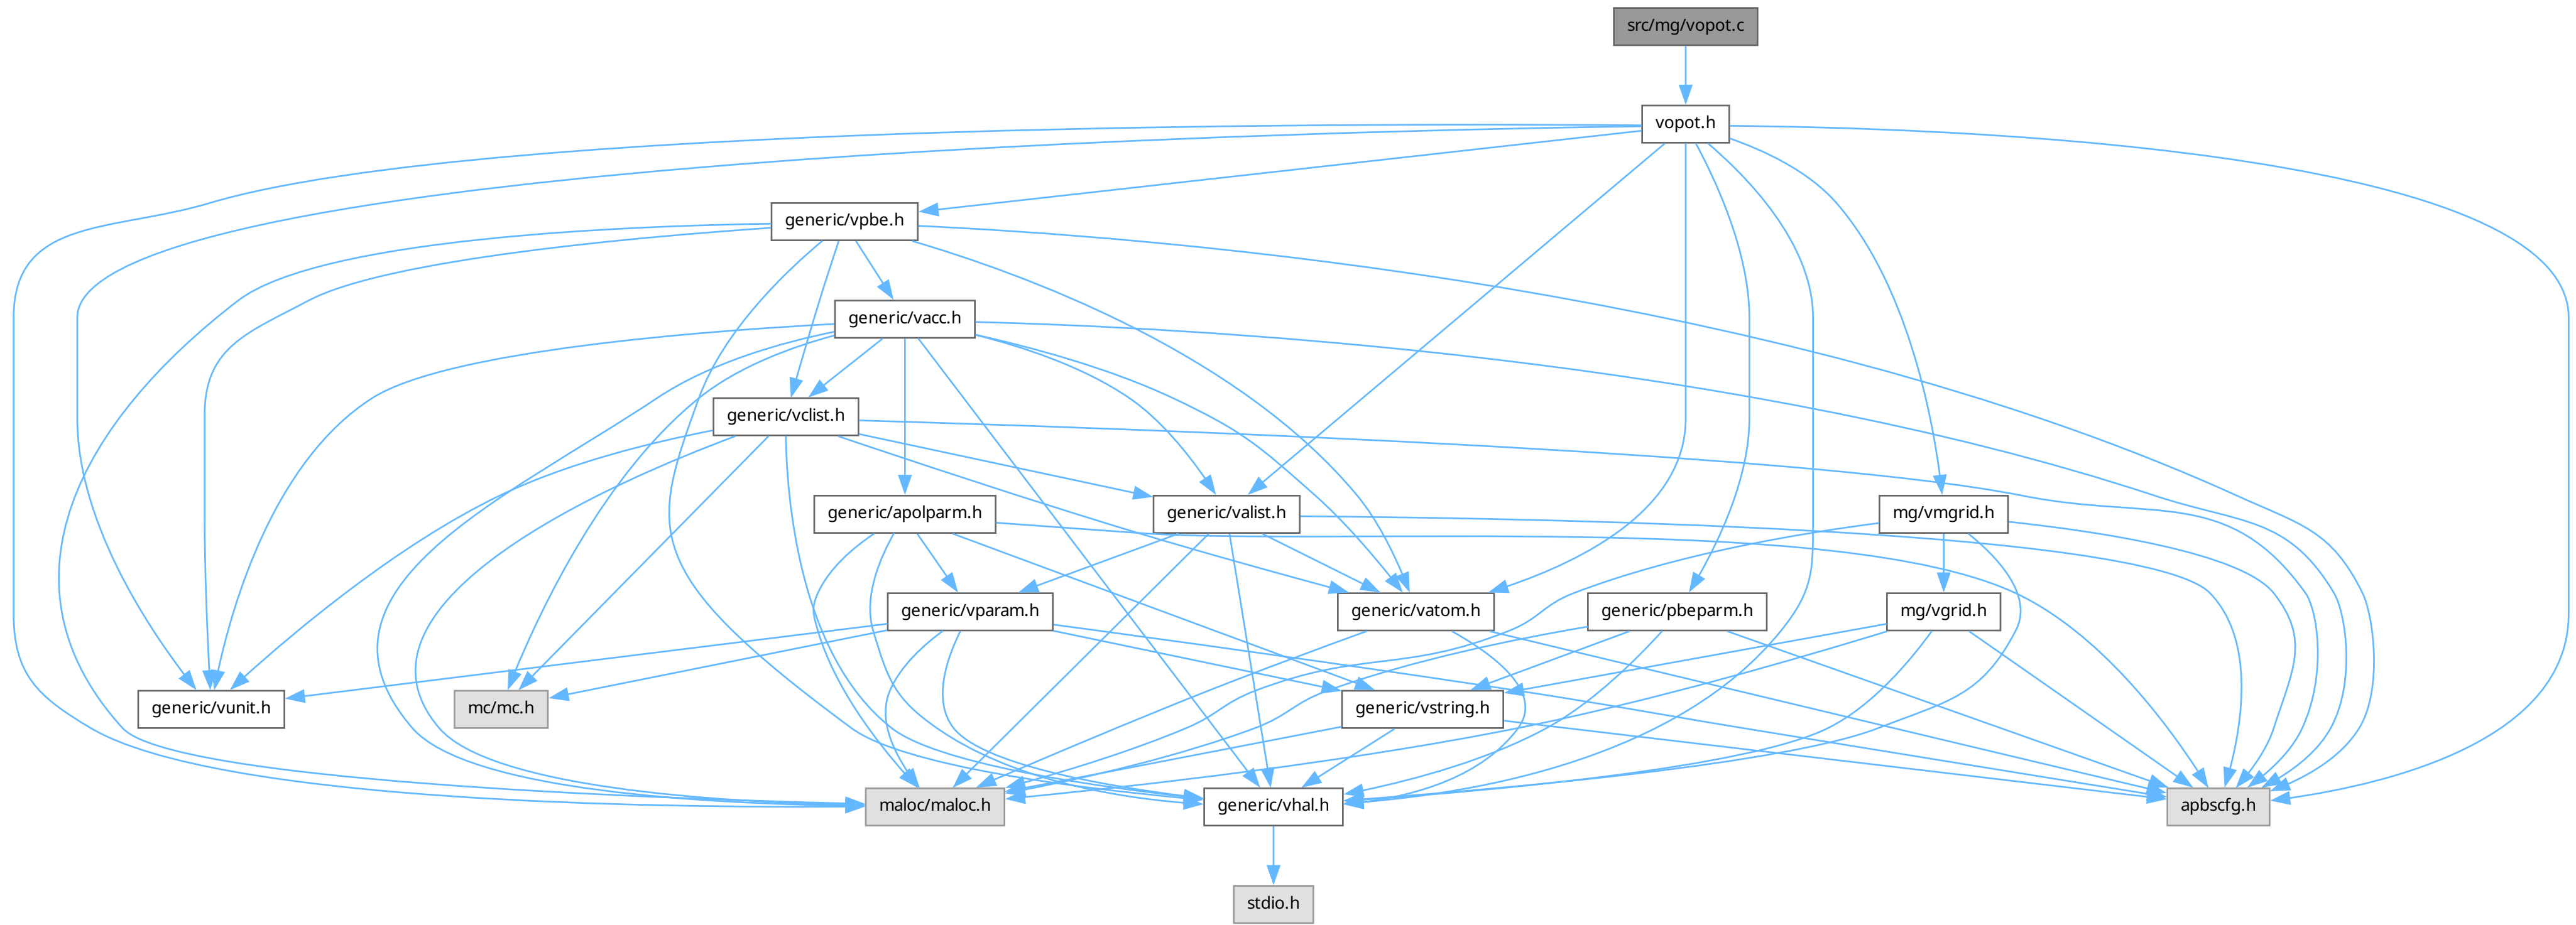 src/mg/vopot.c
vopot.h
generic/vpbe.h
generic/vacc.h
generic/vclist.h
generic/apolparm.h
generic/valist.h
mg/vmgrid.h
generic/vparam.h
generic/vatom.h
generic/pbeparm.h
mg/vgrid.h
generic/vunit.h
mc/mc.h
generic/vstring.h
maloc/maloc.h
generic/vhal.h
apbscfg.h
stdio.h